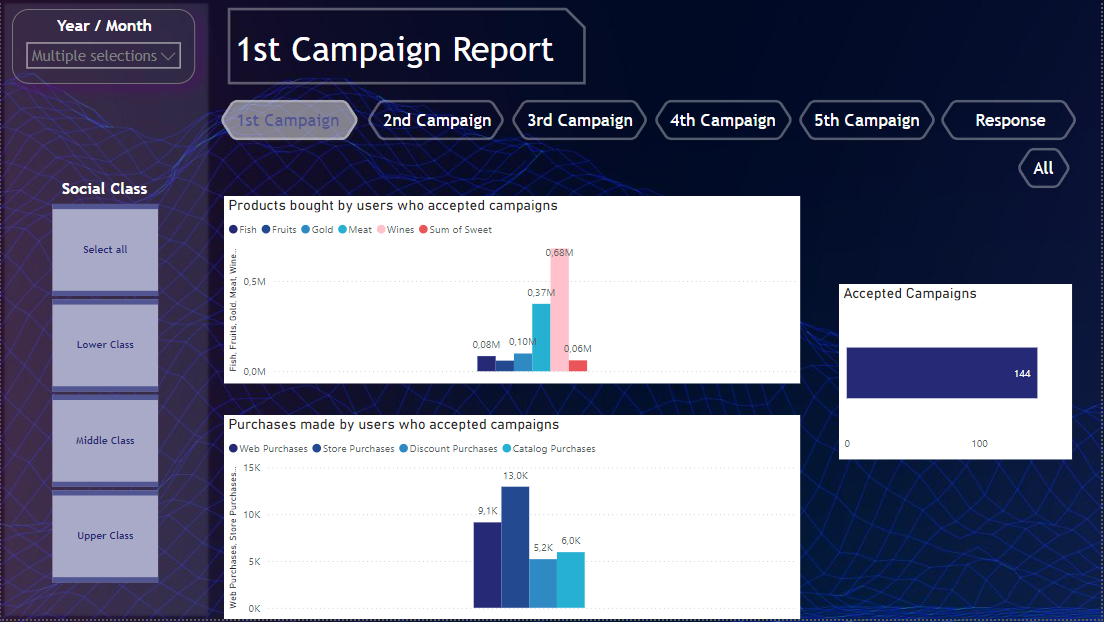 Year / Month
Multiple selections
1st Campaign Report
1st Campaign
2nd Campaign
3rd Campaign
4th Campaign
5th Campaign
Response
All
Social Class
Select all
Lower Class
Middle Class
Upper Class
Products bought by users who accepted campaigns
Fish Fruits Gold Meat Wines Sum of Sweet
Fish, Fruits, Gold, Meat, Wine...
0,5M
0,0M
0,08M
0,10M
0,37M
0,68M
0,06M
Accepted Campaigns
144
0
100
Purchases made by users who accepted campaigns
Web Purchases Store Purchases Discount Purchases Catalog Purchases
Web Purchases, Store Purchases...
15K
10K
5K
0K
9,1K
13,0K
5,2K
6,0K